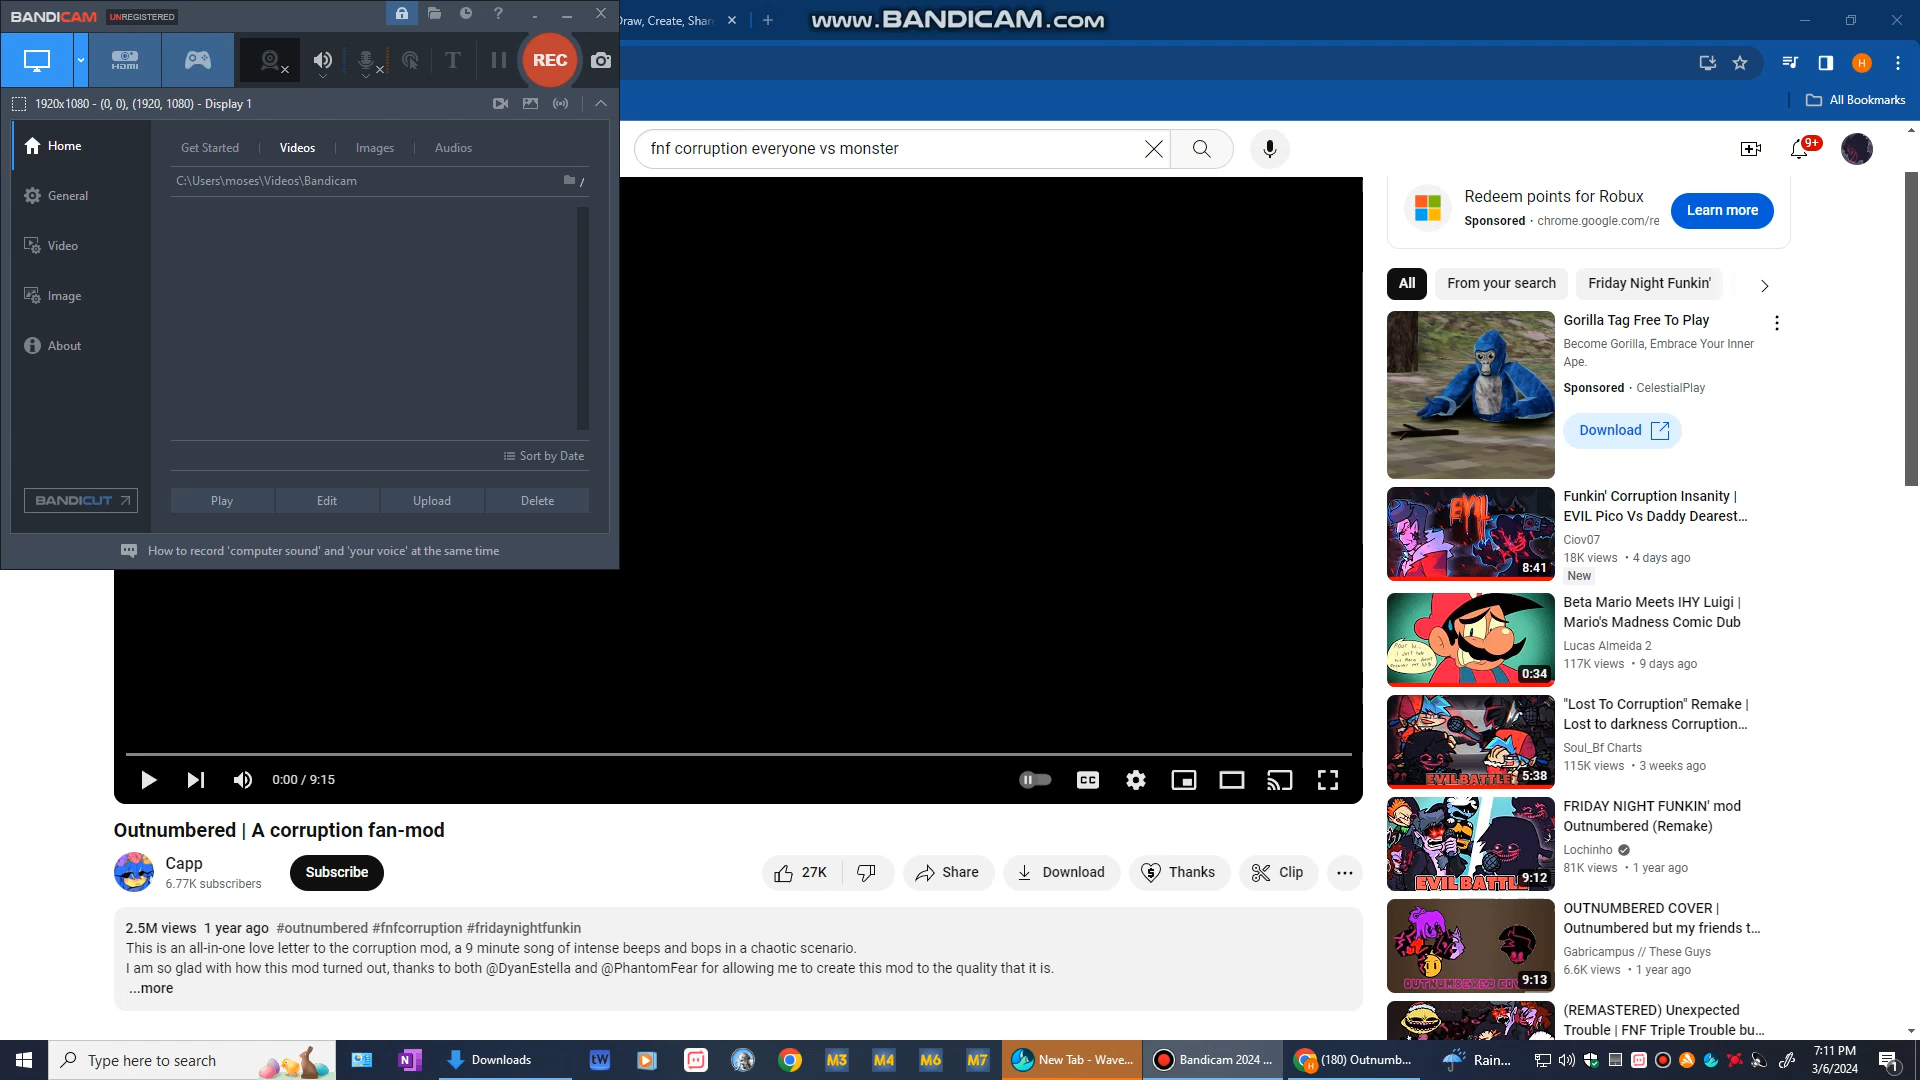 BANDICAM UNREGISTERED
Draw, Create, Shar
www.BANDICAM.com
HDMI
T
REC
1920x1080 - (0, 0), (1920, 1080) - Display 1
All Bookmarks
Home
General
Video
Image
About
Get Started
Videos
Images
Audios
C:\Users\moses\Videos\Bandicam
Sort by Date
BANDICUT
Play
Edit
Upload
Delete
How to record 'computer sound' and 'your voice' at the same time
fnf corruption everyone vs monster
9+
H
Redeem points for Robux
Sponsored · chrome.google.com/re
Learn more
All
From your search
Friday Night Funkin'
Gorilla Tag Free To Play
Become Gorilla, Embrace Your Inner
Ape.
Sponsored · CelestialPlay
Download
EVIL
8:41
Funkin' Corruption Insanity |
EVIL Pico Vs Daddy Dearest...
Ciov07
18K views • 4 days ago
New
0:34
Beta Mario Meets IHY Luigi |
Mario's Madness Comic Dub
Lucas Almeida 2
117K views • 9 days ago
EVIL BATTLE
5:38
"Lost To Corruption" Remake |
Lost to darkness Corruption...
Soul_Bf Charts
115K views • 3 weeks ago
EVIL BATTLE
9:12
FRIDAY NIGHT FUNKIN' mod
Outnumbered (Remake)
Lochinho
81K views • 1 year ago
OUTNUMBERED COV
9:13
OUTNUMBERED COVER |
Outnumbered but my friends t...
Gabricampus // These Guys
6.6K views • 1 year ago
(REMASTERED) Unexpected
Trouble | FNF Triple Trouble bu...
0:00 / 9:15
CC
Outnumbered | A corruption fan-mod
Capp
6.77K subscribers
Subscribe
27K
Share
Download
Thanks
Clip
2.5M views 1 year ago #outnumbered #fnfcorruption #fridaynightfunkin
This is an all-in-one love letter to the corruption mod, a 9 minute song of intense beeps and bops in a chaotic scenario.
I am so glad with how this mod turned out, thanks to both @DyanEstella and @PhantomFear for allowing me to create this mod to the quality that it is.
...more
Type here to search
N
Downloads
tW
M3
M4
M6
M7
New Tab - Wave...
Bandicam 2024 ...
(180) Outnumb...
Rain...
7:11 PM
3/6/2024
1